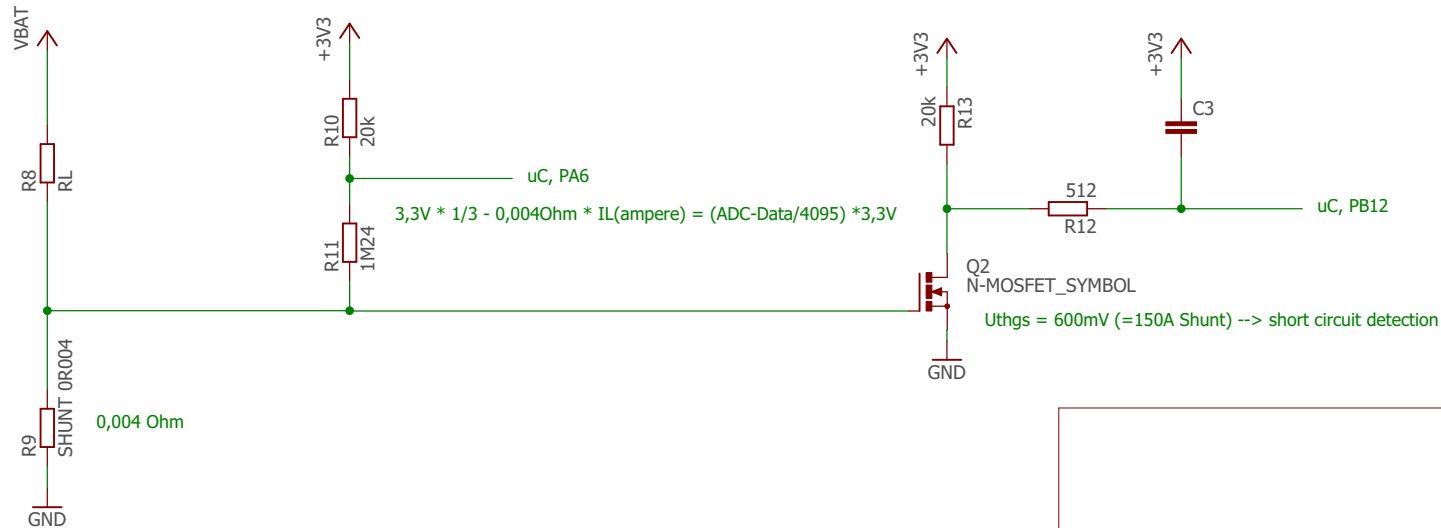 VBAT
+3V3
+3V3
+3V3
R10
20k
20k
R13
C3
R8
RL
uC, PA6
3,3V * 1/3 - 0,004Ohm * IL(ampere) = (ADC-Data/4095) *3,3V
R11
1M24
512
R12
uC, PB12
Q2
N-MOSFET_SYMBOL
Uthgs = 600mV (=150A Shunt) --> short circuit detection
GND
R9
SHUNT 0R004
0,004 Ohm
GND